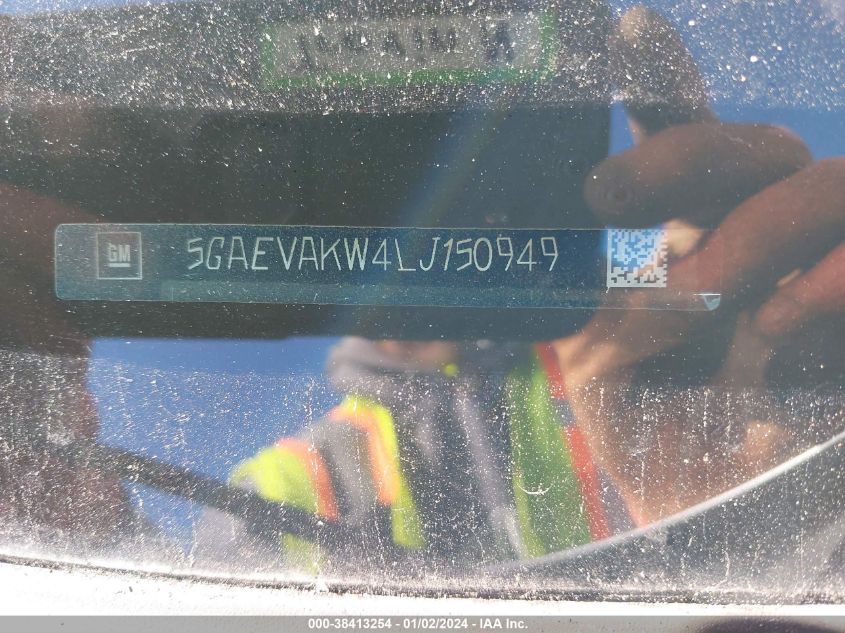 GM
5GAEVAKW4LJ150949
000-38413254 - 01/02/2024 - IAA Inc.